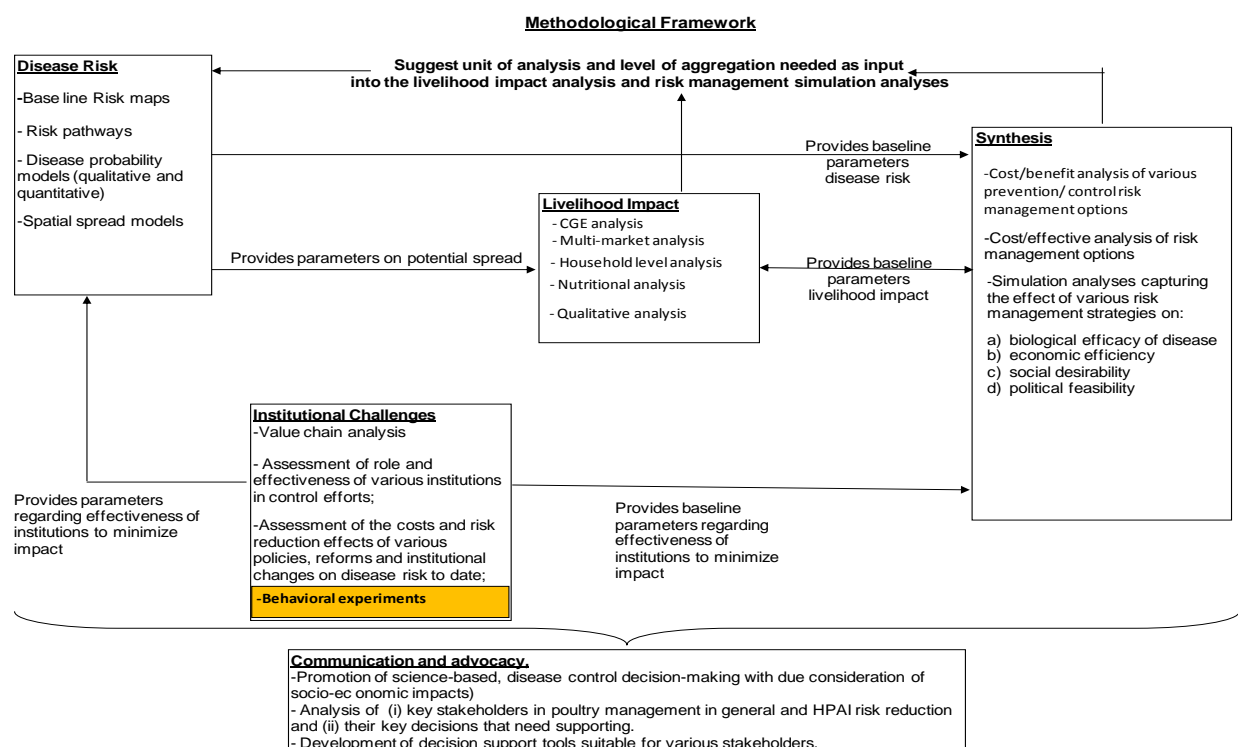 Methodological Framework
Suggest unit of analysis and level of aggregation needed as input
into the livelihood impact analysis and risk management simulation analyses
Disease Risk
-Base line Risk maps
- Risk pathways
- Disease probability
models (qualitative and
quantitative)
-Spatial spread models
Provides baseline
parameters
disease risk
Synthesis
-Cost/benefit analysis of various
prevention/ control risk
management options
-Cost/effective analysis of risk
management options
-Simulation analyses capturing
the effect of various risk
management strategies on:
a) biological efficacy of disease
b) economic efficiency
c) social desirability
d) political feasibility
Livelihood Impact
- CGE analysis
- Multi-market analysis
- Household level analysis
- Nutritional analysis
- Qualitative analysis
Provides parameters on potential spread
Provides baseline
parameters
livelihood impact
Institutional Challenges
-Value chain analysis
- Assessment of role and
effectiveness of various institutions
in control efforts;
-Assessment of the costs and risk
reduction effects of various
policies, reforms and institutional
changes on disease risk to date;
-Behavioral experiments
Provides parameters
regarding effectiveness of
institutions to minimize
impact
Provides baseline
parameters regarding
effectiveness of
institutions to minimize
impact
Communication and advocacy.
-Promotion of science-based, disease control decision-making with due consideration of
socio-ec onomic impacts)
- Analysis of (i) key stakeholders in poultry management in general and HPAI risk reduction
and (ii) their key decisions that need supporting.
- Development of decision support tools suitable for various stakeholders.